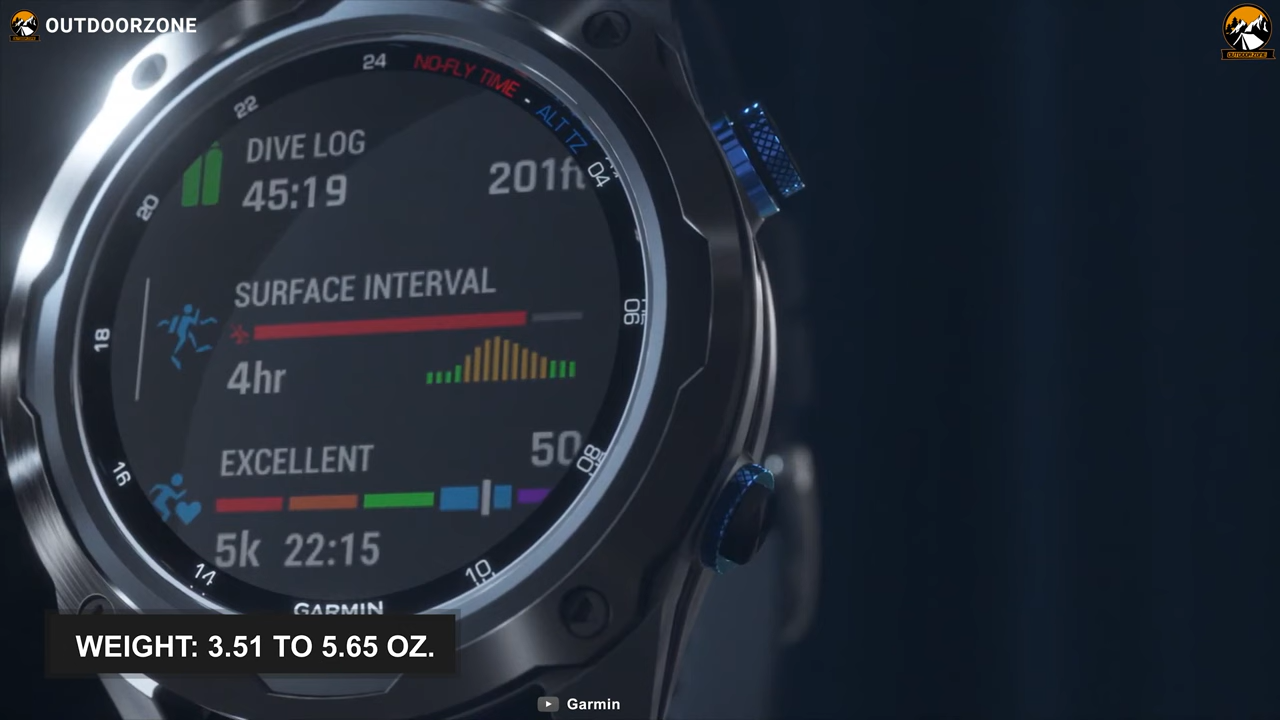 OUTDOORZONE
OUTDOORZONE
24
NO-FLY TIME - ALT TZ
22
04
20
06
18
08
16
10
14
DIVE LOG
45:19
201ft
SURFACE INTERVAL
4hr
EXCELLENT
50
5k 22:15
GARMIN
WEIGHT: 3.51 TO 5.65 OZ.
Garmin